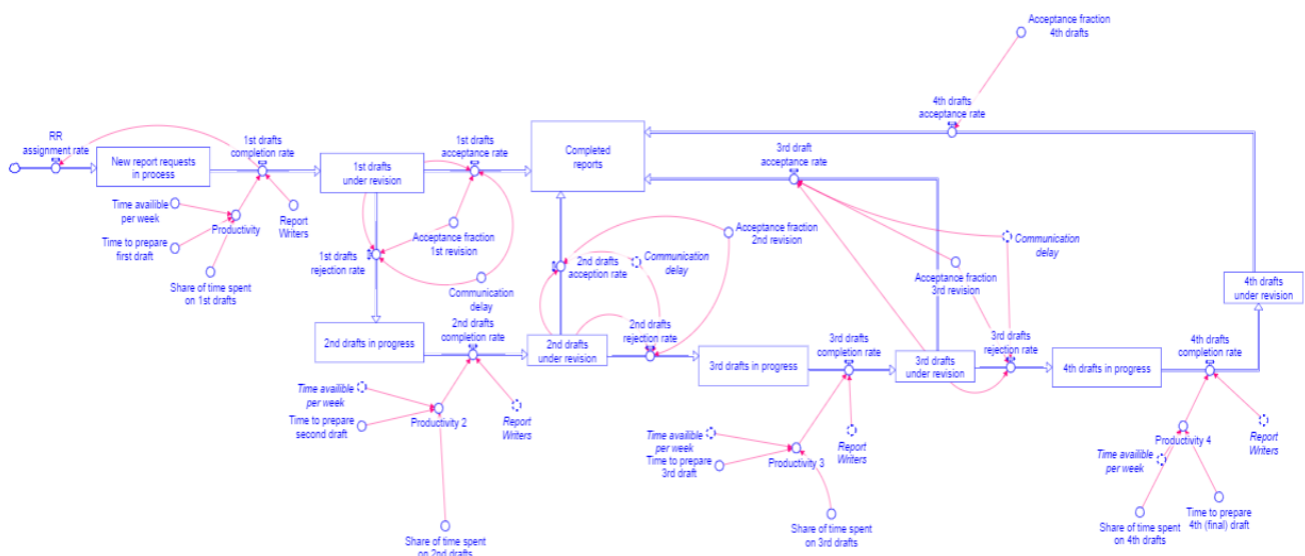 Acceptance fraction
4th drafts
4th drafts
acceptance rate
RR
assignment rate
1st drafts
completion rate
1st drafts
acceptance rate
3rd draft
acceptance rate
New report requests
in process
1st drafts
under revision
Completed
reports
Time availible
per week
Productivity
Report
Writers
Time to prepare
first draft
Share of time spent
on 1st drafts
1st drafts
rejection rate
Acceptance fraction
1st revision
Communication
delay
Acceptance fraction
2nd revision
2nd drafts
acception rate
Communication
delay
Communication
delay
Acceptance fraction
3rd revision
4th drafts
under revision
2nd drafts in progress
2nd drafts
completion rate
2nd drafts
under revision
2nd drafts
rejection rate
3rd drafts in progress
3rd drafts
completion rate
3rd drafts
under revision
3rd drafts
rejection rate
4th drafts in progress
4th drafts
completion rate
Time availible
per week
Time to prepare
second draft
Productivity 2
Report
Writers
Share of time spent
on 2nd drafts
Time availible
per week
Time to prepare
3rd draft
Productivity 3
Report
Writers
Share of time spent
on 3rd drafts
Productivity 4
Time availible
per week
Report
Writers
Share of time spent
on 4th drafts
Time to prepare
4th (final) draft